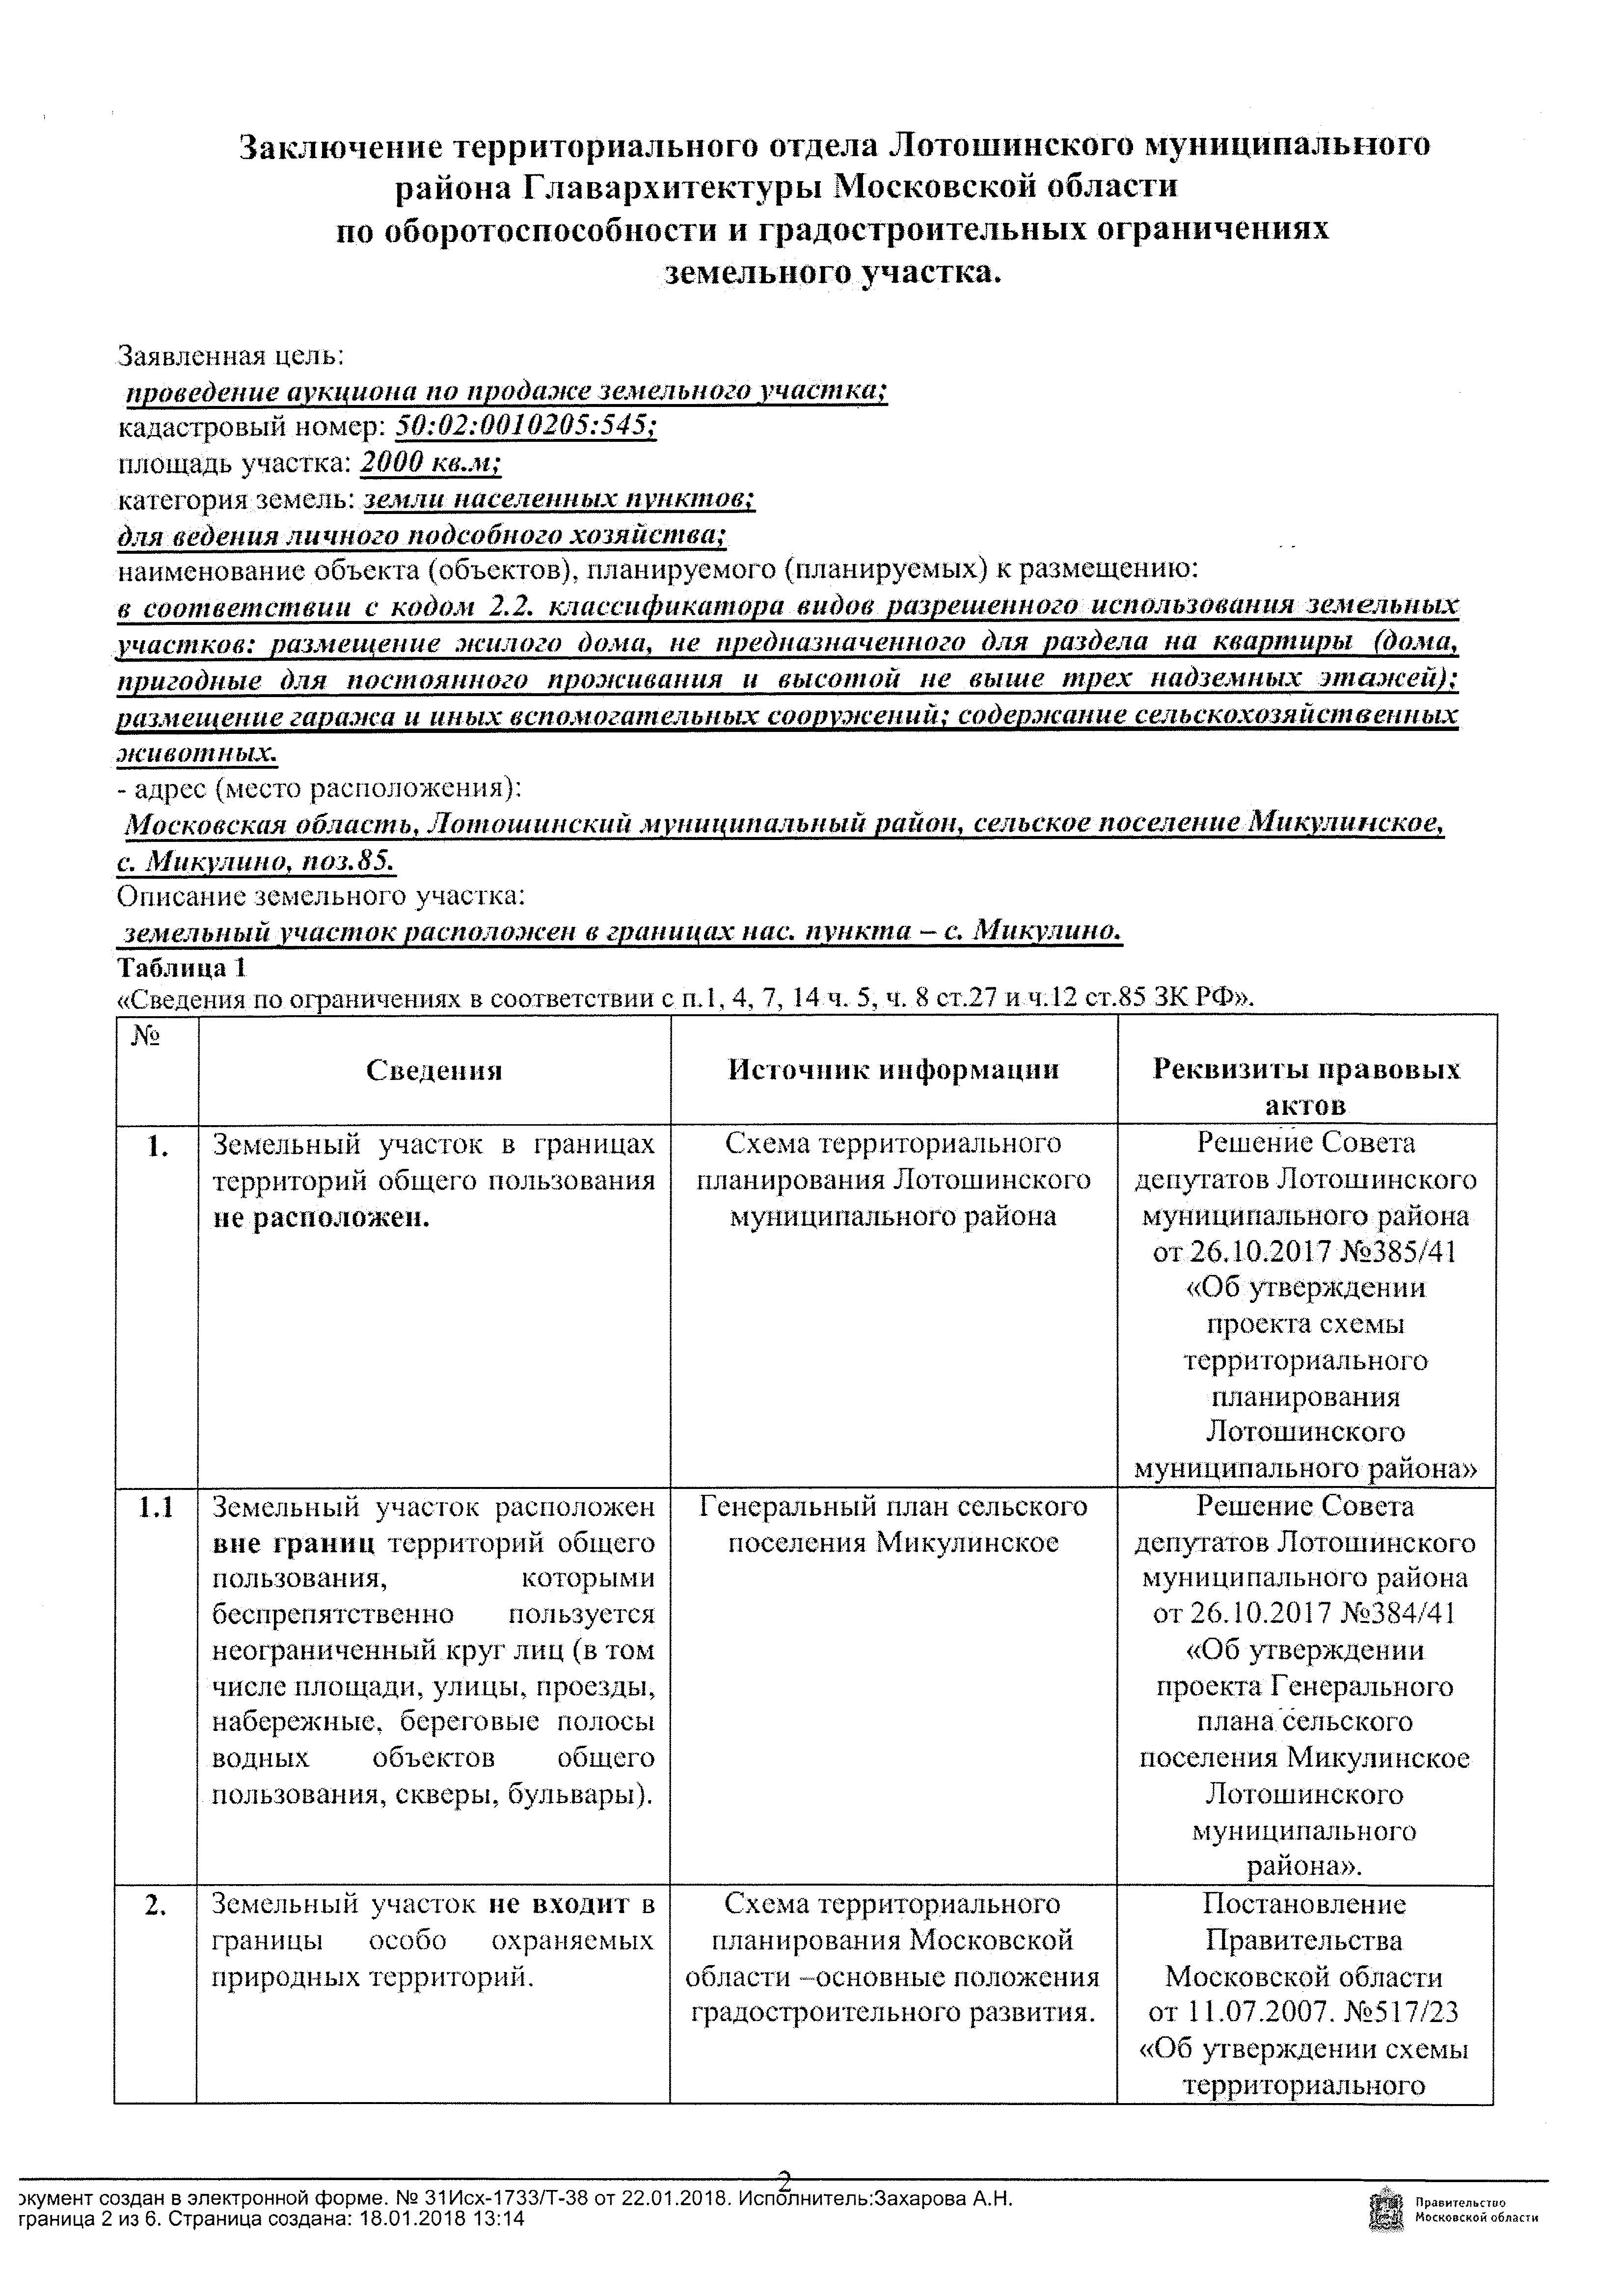 Заключение территориального отдела Лотошинского муниципального
района Главархитектуры Московской области
по оборотоспособности и градостроительных ограничениях
земельного участка.
Заявленная цель:
проведение аукциона по продаже земельного участка;
кадастровый номер: 50:02:0010205:545;
площадь участка: 2000 кв.м;
категория земель: земли населенных пунктов;
для ведения личного подсобного хозяйства;
наименование объекта (объектов), планируемого (планируемых) к размещению:
в соответствии с кодом 2.2. классификатора видов разрешенного использования земельных
участков: размещение жилого дома, не предназначенного для раздела на квартиры (дома,
пригодные для постоянного проживания и высотой не выше трех надземных этажей);
размещение гаража и иных вспомогательных сооружений; содержание сельскохозяйственных
животных.
- адрес (место расположения):
Московская область, Лотошинский муниципальный район, сельское поселение Микулинское,
с. Микулино, поз.85.
Описание земельного участка:
земельный участок расположен в границах нас. пункта – с. Микулино.
Таблица 1
«Сведения по ограничениях в соответствии с п.1, 4, 7, 14 ч. 5, ч. 8 ст.27 и ч.12 ст.85 ЗК РФ».
№
Сведения
Источник информации
Реквизиты правовых
актов
1.
Земельный участок в границах
территорий общего пользования
не расположен.
Схема территориального
планирования Лотошинского
муниципального района
Решение Совета
депутатов Лотошинского
муниципального района
от 26.10.2017 №385/41
«Об утверждении
проекта схемы
территориального
планирования
Лотошинского
муниципального района»
1.1
Земельный участок расположен
вне границ территорий общего
пользования, которыми
беспрепятственно пользуется
неограниченный круг лиц (в том
числе площади, улицы, проезды,
набережные, береговые полосы
водных объектов общего
пользования, скверы, бульвары).
Генеральный план сельского
поселения Микулинское
Решение Совета
депутатов Лотошинского
муниципального района
от 26.10.2017 №384/41
«Об утверждении
проекта Генерального
плана сельского
поселения Микулинское
Лотошинского
муниципального
района».
2.
Земельный участок не входит в
границы особо охраняемых
природных территорий.
Схема территориального
планирования Московской
области –основные положения
градостроительного развития.
Постановление
Правительства
Московской области
от 11.07.2007. №517/23
«Об утверждении схемы
территориального
2
окумент создан в электронной форме. № 31Исх-1733/Т-38 от 22.01.2018. Исполнитель:Захарова А.Н.
граница 2 из 6. Страница создана: 18.01.2018 13:14
Правительство
Московской области